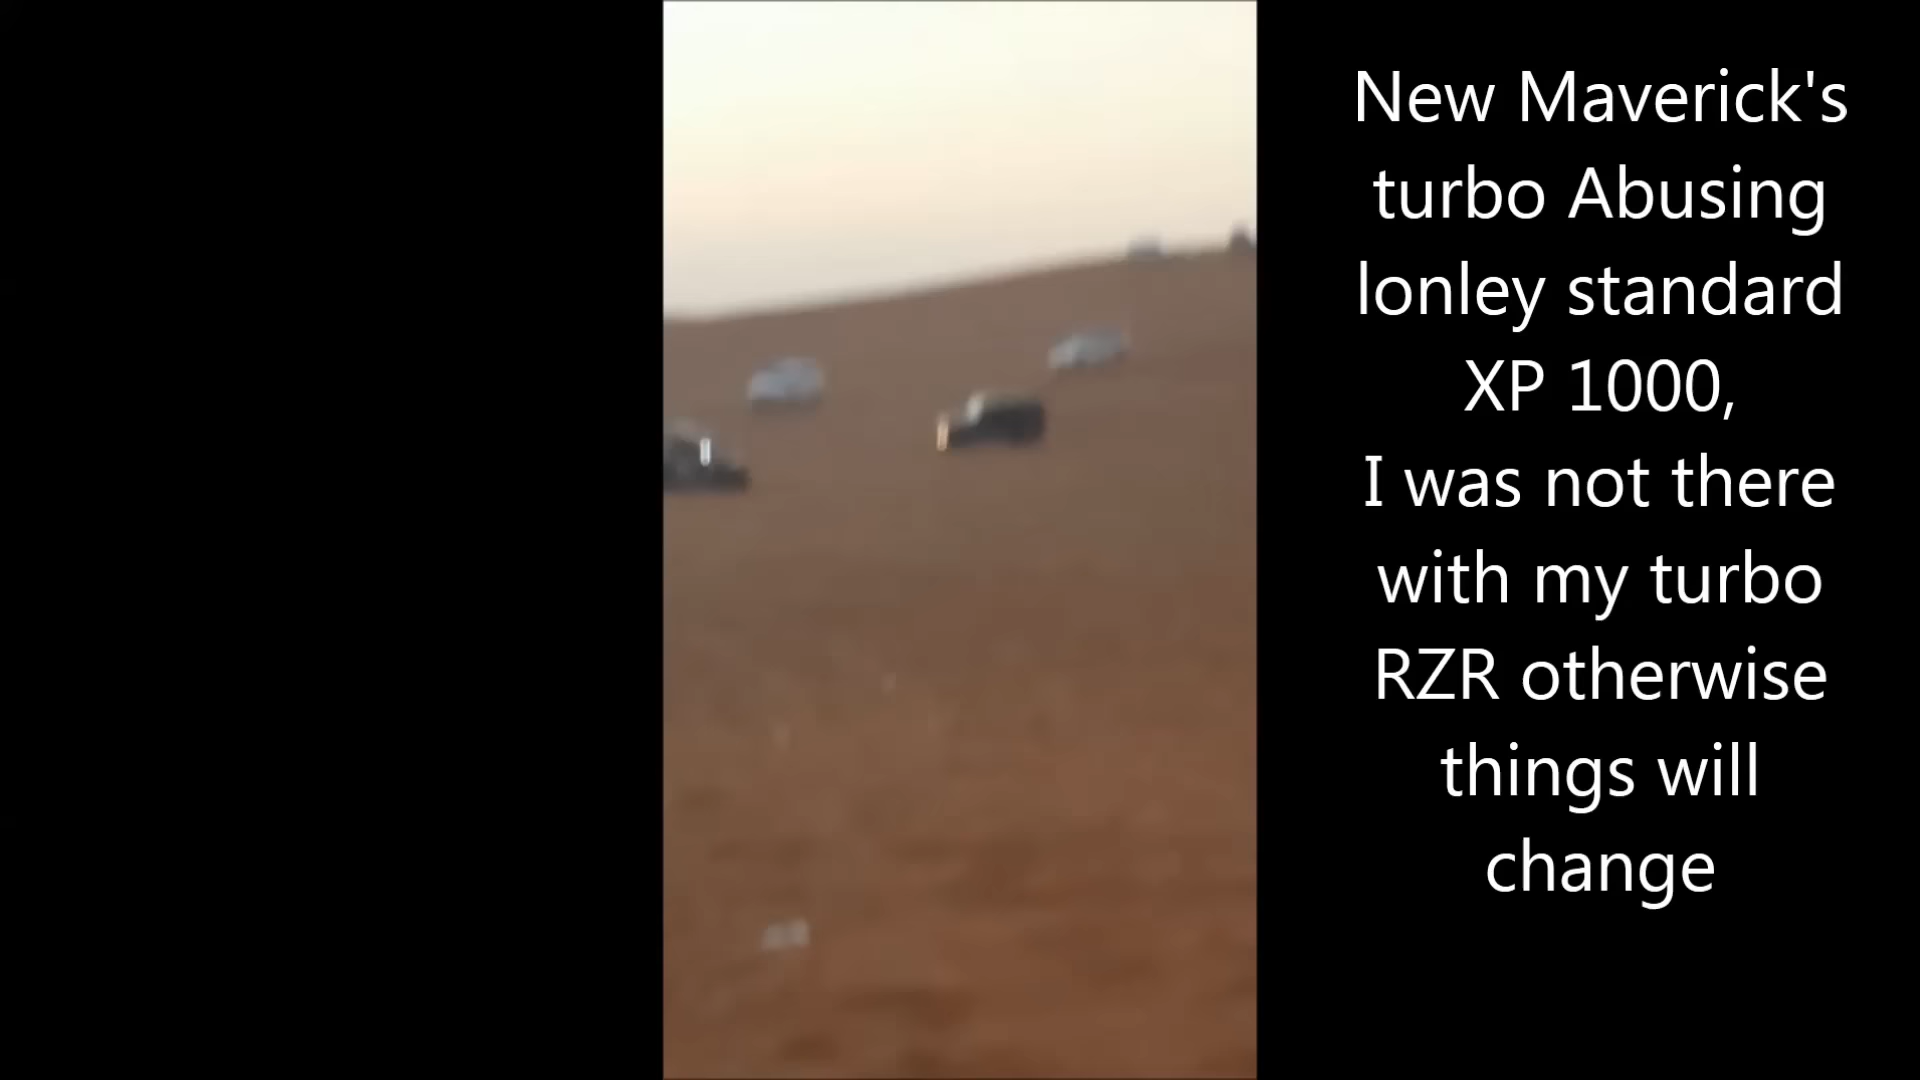 New Maverick's
turbo Abusing
lonley standard
XP 1000,
I was not there
with my turbo
RZR otherwise
things will
change